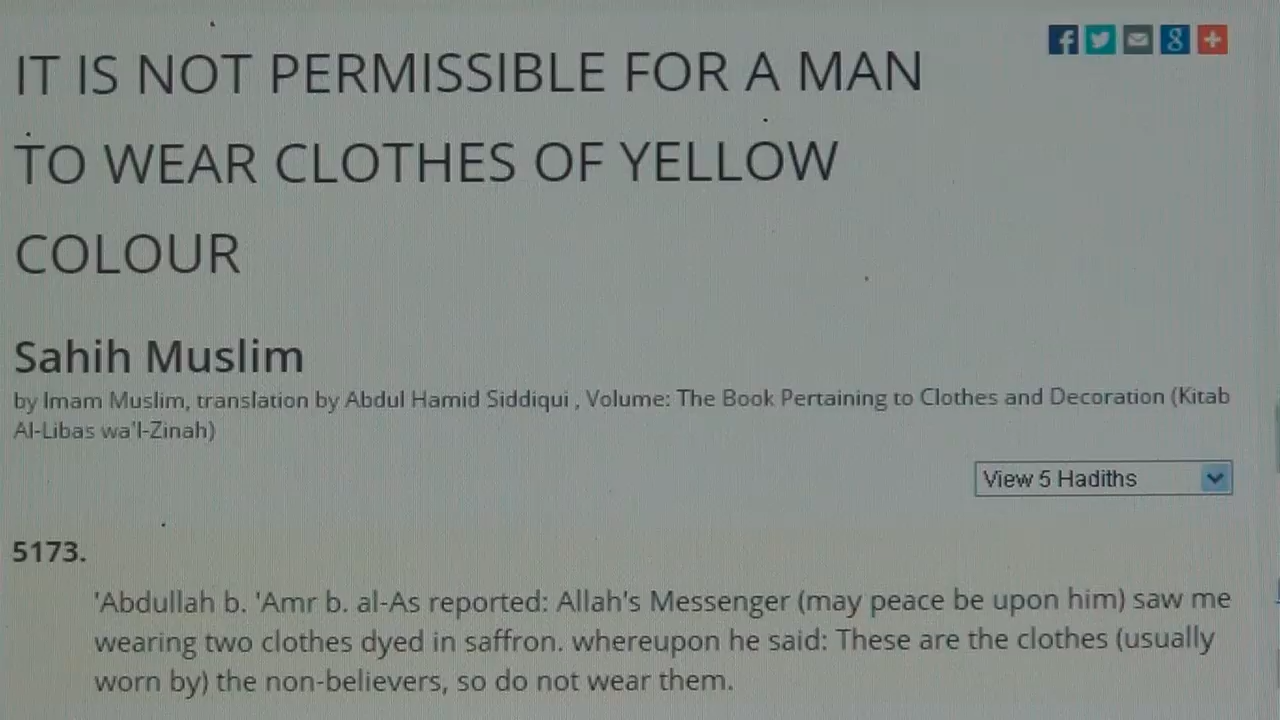 IT IS NOT PERMISSIBLE FOR A MAN
TO WEAR CLOTHES OF YELLOW
COLOUR
Sahih Muslim
by Imam Muslim, translation by Abdul Hamid Siddiqui , Volume: The Book Pertaining to Clothes and Decoration (Kitab
Al-Libas wa'l-Zinah)
View 5 Hadiths
5173.
'Abdullah b. 'Amr b. al-As reported: Allah's Messenger (may peace be upon him) saw me
wearing two clothes dyed in saffron. whereupon he said: These are the clothes (usually
worn by) the non-believers, so do not wear them.